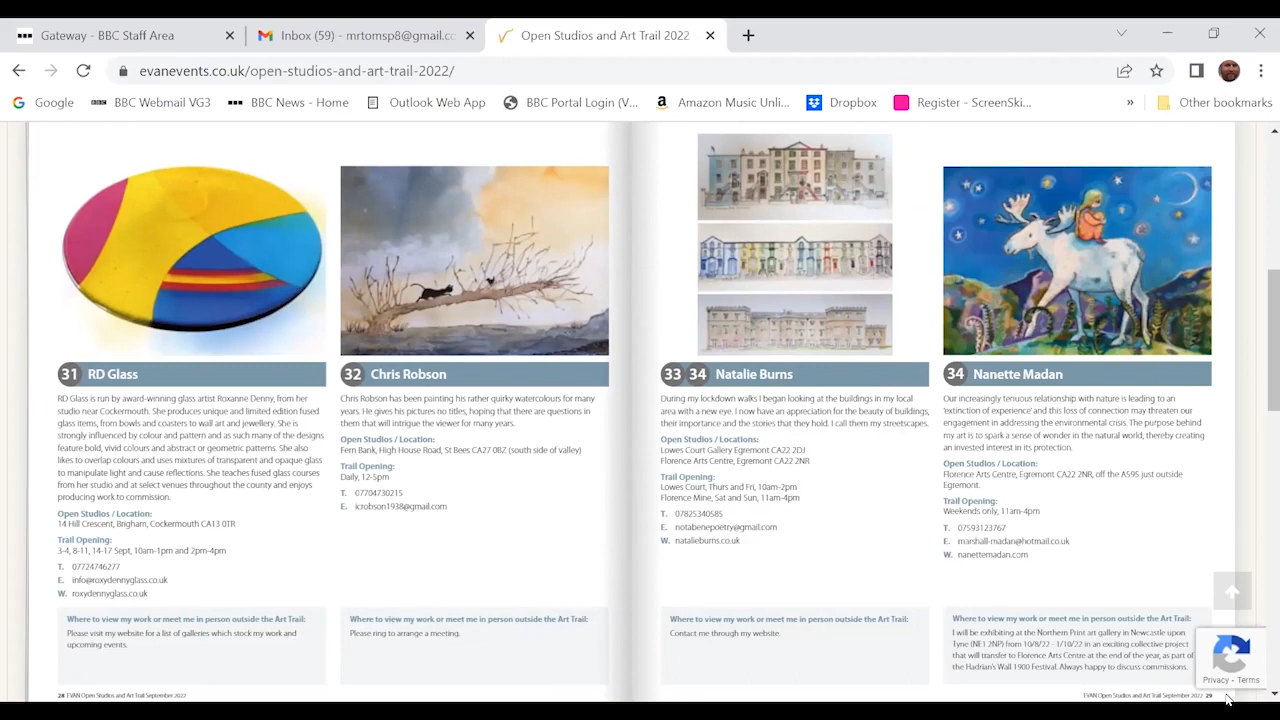 Gateway - BBC Staff Area
Inbox (59) - mrtomsp8@gmail.cc
Open Studios and Art Trail 2022
evanevents.co.uk/open-studios-and-art-trail-2022/
Google
BBC Webmail VG3
BBC News - Home
Outlook Web App
BBC Portal Login (V...
Amazon Music Unli...
Dropbox
Register - ScreenSki...
»
Other bookmarks
31 RD Glass
RD Glass is run by award-winning glass artist Roxanne Denny, from her
studio near Cockermouth. She produces unique and limited edition fused
glass items, from bowls and coasters to wall art and jewellery. She is
strongly influenced by colour and pattern and as such many of the designs
feature bold, vivid colours and abstract or geometric patterns. She also
likes to overlap colours and uses mixtures of transparent and opaque glass
to manipulate light and cause reflections. She teaches fused glass courses
from her studio and at select venues throughout the county and enjoys
producing work to commission.
Open Studios / Location:
14 Hill Crescent, Brigham, Cockermouth CA13 0TR
Trail Opening:
3-4, 8-11, 14-17 Sept, 10am-1pm and 2pm-4pm
T. 07724746277
E. info@roxydennyglass.co.uk
W. roxydennyglass.co.uk
Where to view my work or meet me in person outside the Art Trail:
Please visit my website for a list of galleries which stock my work and
upcoming events.
32 Chris Robson
Chris Robson has been painting his rather quirky watercolours for many
years. He gives his pictures no titles, hoping that there are questions in
them that will intrigue the viewer for many years.
Open Studios / Location:
Fern Bank, High House Road, St Bees CA27 0BZ (south side of valley)
Trail Opening:
Daily, 12-5pm
T. 07704730215
E. icrobson1938@gmail.com
Where to view my work or meet me in person outside the Art Trail:
Please ring to arrange a meeting.
33 34 Natalie Burns
During my lockdown walks I began looking at the buildings in my local
area with a new eye. I now have an appreciation for the beauty of buildings,
their importance and the stories that they hold. I call them my streetscapes.
Open Studios / Locations:
Lowes Court Gallery Egremont CA22 2DJ
Florence Arts Centre, Egremont CA22 2NR
Trail Opening:
Lowes Court, Thurs and Fri, 10am-2pm
Florence Mine, Sat and Sun, 11am-4pm
T. 07825340585
E. notabenepoetry@gmail.com
W. natalieburns.co.uk
Where to view my work or meet me in person outside the Art Trail:
Contact me through my website.
34 Nanette Madan
Our increasingly tenuous relationship with nature is leading to an
'extinction of experience' and this loss of connection may threaten our
engagement in addressing the environmental crisis. The purpose behind
my art is to spark a sense of wonder in the natural world, thereby creating
an invested interest in its protection.
Open Studios / Location:
Florence Arts Centre, Egremont CA22 2NR, off the A595 just outside
Egremont.
Trail Opening:
Weekends only, 11am-4pm
T. 07593123767
E. marshall-madan@hotmail.co.uk
W. nanettemadan.com
Where to view my work or meet me in person outside the Art Trail:
I will be exhibiting at the Northern Print art gallery in Newcastle upon
Tyne (NE1 2NP) from 10/8/22 - 1/10/22 in an exciting collective project
that will transfer to Florence Arts Centre at the end of the year, as part of
the Hadrian's Wall 1900 Festival. Always happy to discuss commissions.
Privacy - Terms
28 EVAN Open Studios and Art Trail September 2022
EVAN Open Studios and Art Trail September 2022 29